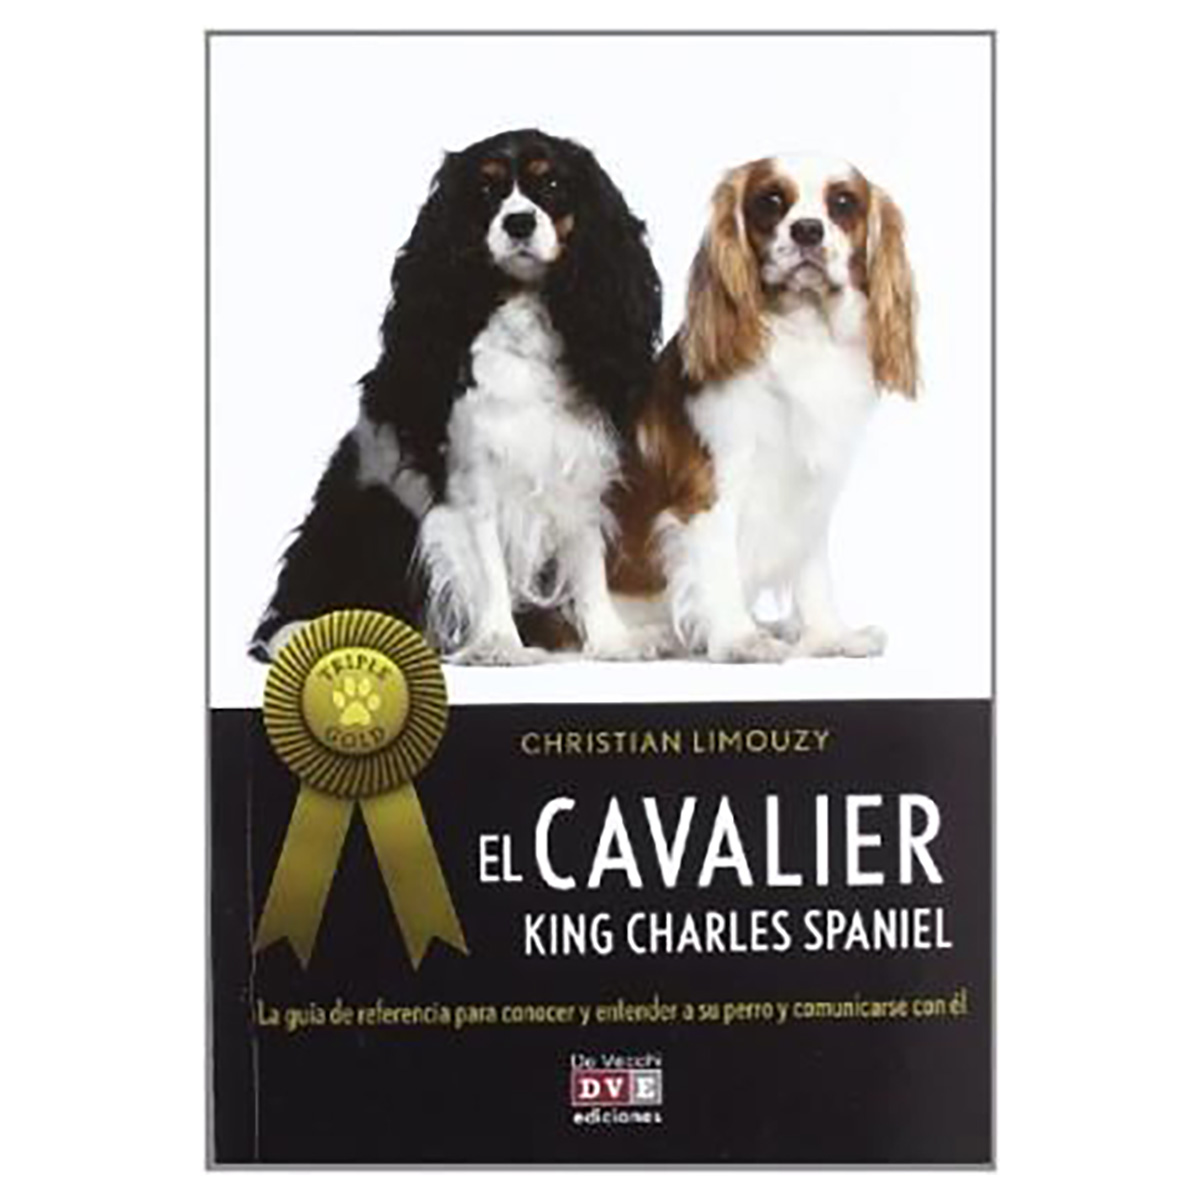 TRIPLE
GOLD
CHRISTIAN LIMOUZY
EL CAVALIER
KING CHARLES SPANIEL
La guía de referencia para conocer y entender a su perro y comunicarse con él
De Vecchi
DVE
ediciones